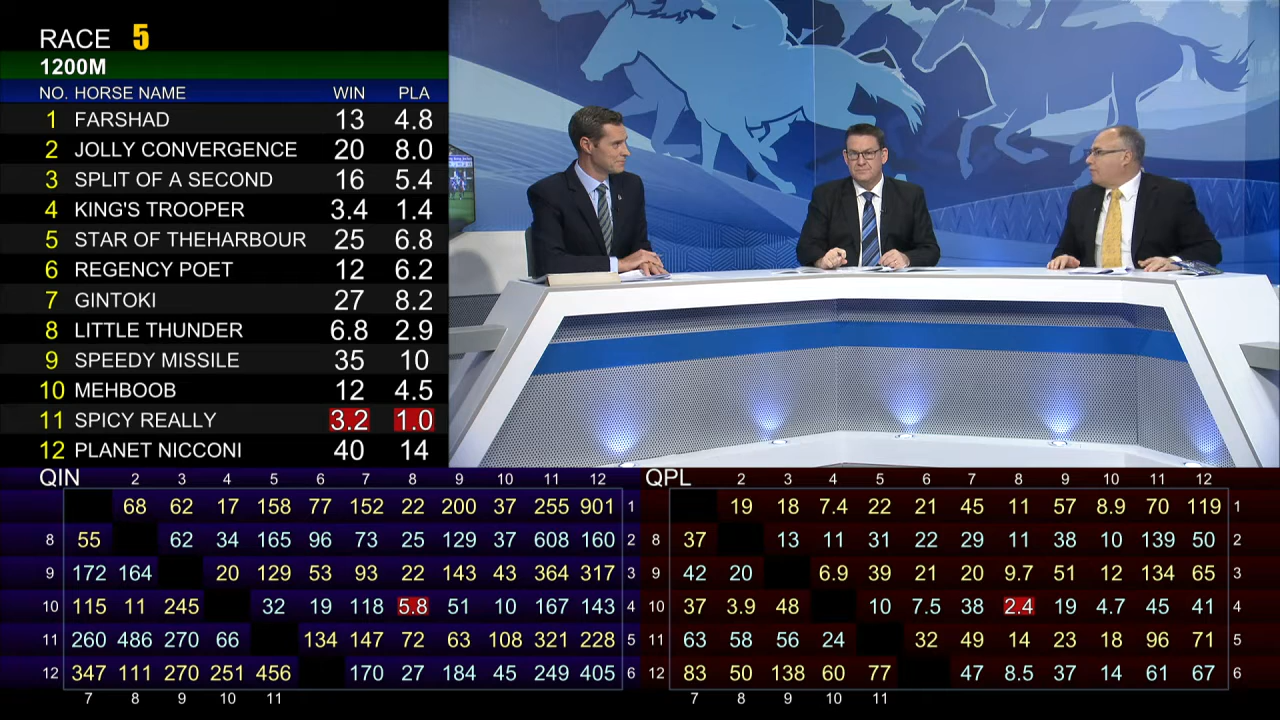 RACE 5
1200M
NO. HORSE NAME WIN PLA
1 FARSHAD 13 4.8
2 JOLLY CONVERGENCE 20 8.0
3 SPLIT OF A SECOND 16 5.4
4 KING'S TROOPER 3.4 1.4
5 STAR OF THEHARBOUR 25 6.8
6 REGENCY POET 12 6.2
7 GINTOKI 27 8.2
8 LITTLE THUNDER 6.8 2.9
9 SPEEDY MISSILE 35 10
10 MEHBOOB 12 4.5
11 SPICY REALLY 3.2 1.0
12 PLANET NICCONI 40 14
QIN 2 3 4 5 6 7 8 9 10 11 12
68 62 17 158 77 152 22 200 37 255 901 1
8 55 62 34 165 96 73 25 129 37 608 160 2
9 172 164 20 129 53 93 22 143 43 364 317 3
10 115 11 245 32 19 118 5.8 51 10 167 143 4
11 260 486 270 66 134 147 72 63 108 321 228 5
12 347 111 270 251 456 170 27 184 45 249 405 6
7 8 9 10 11
QPL 2 3 4 5 6 7 8 9 10 11 12
19 18 7.4 22 21 45 11 57 8.9 70 119 1
8 37 13 11 31 22 29 11 38 10 139 50 2
9 42 20 6.9 39 21 20 9.7 51 12 134 65 3
10 37 3.9 48 10 7.5 38 2.4 19 4.7 45 41 4
11 63 58 56 24 32 49 14 23 18 96 71 5
12 83 50 138 60 77 47 8.5 37 14 61 67 6
7 8 9 10 11